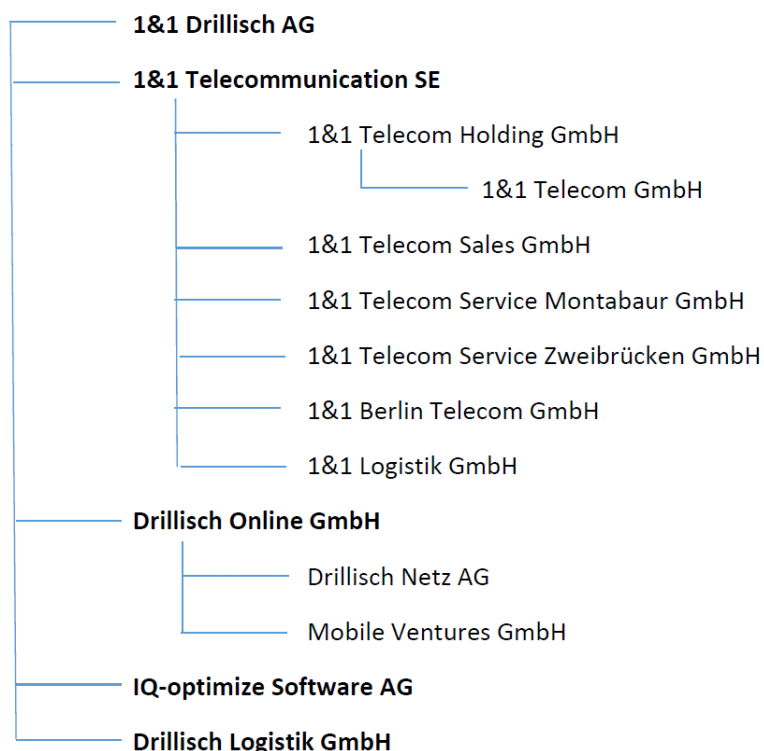 1&1 Drillisch AG
1&1 Telecommunication SE
1&1 Telecom Holding GmbH
1&1 Telecom GmbH
1&1 Telecom Sales GmbH
1&1 Telecom Service Montabaur GmbH
1&1 Telecom Service Zweibrücken GmbH
1&1 Berlin Telecom GmbH
1&1 Logistik GmbH
Drillisch Online GmbH
Drillisch Netz AG
Mobile Ventures GmbH
IQ-optimize Software AG
Drillisch Logistik GmbH